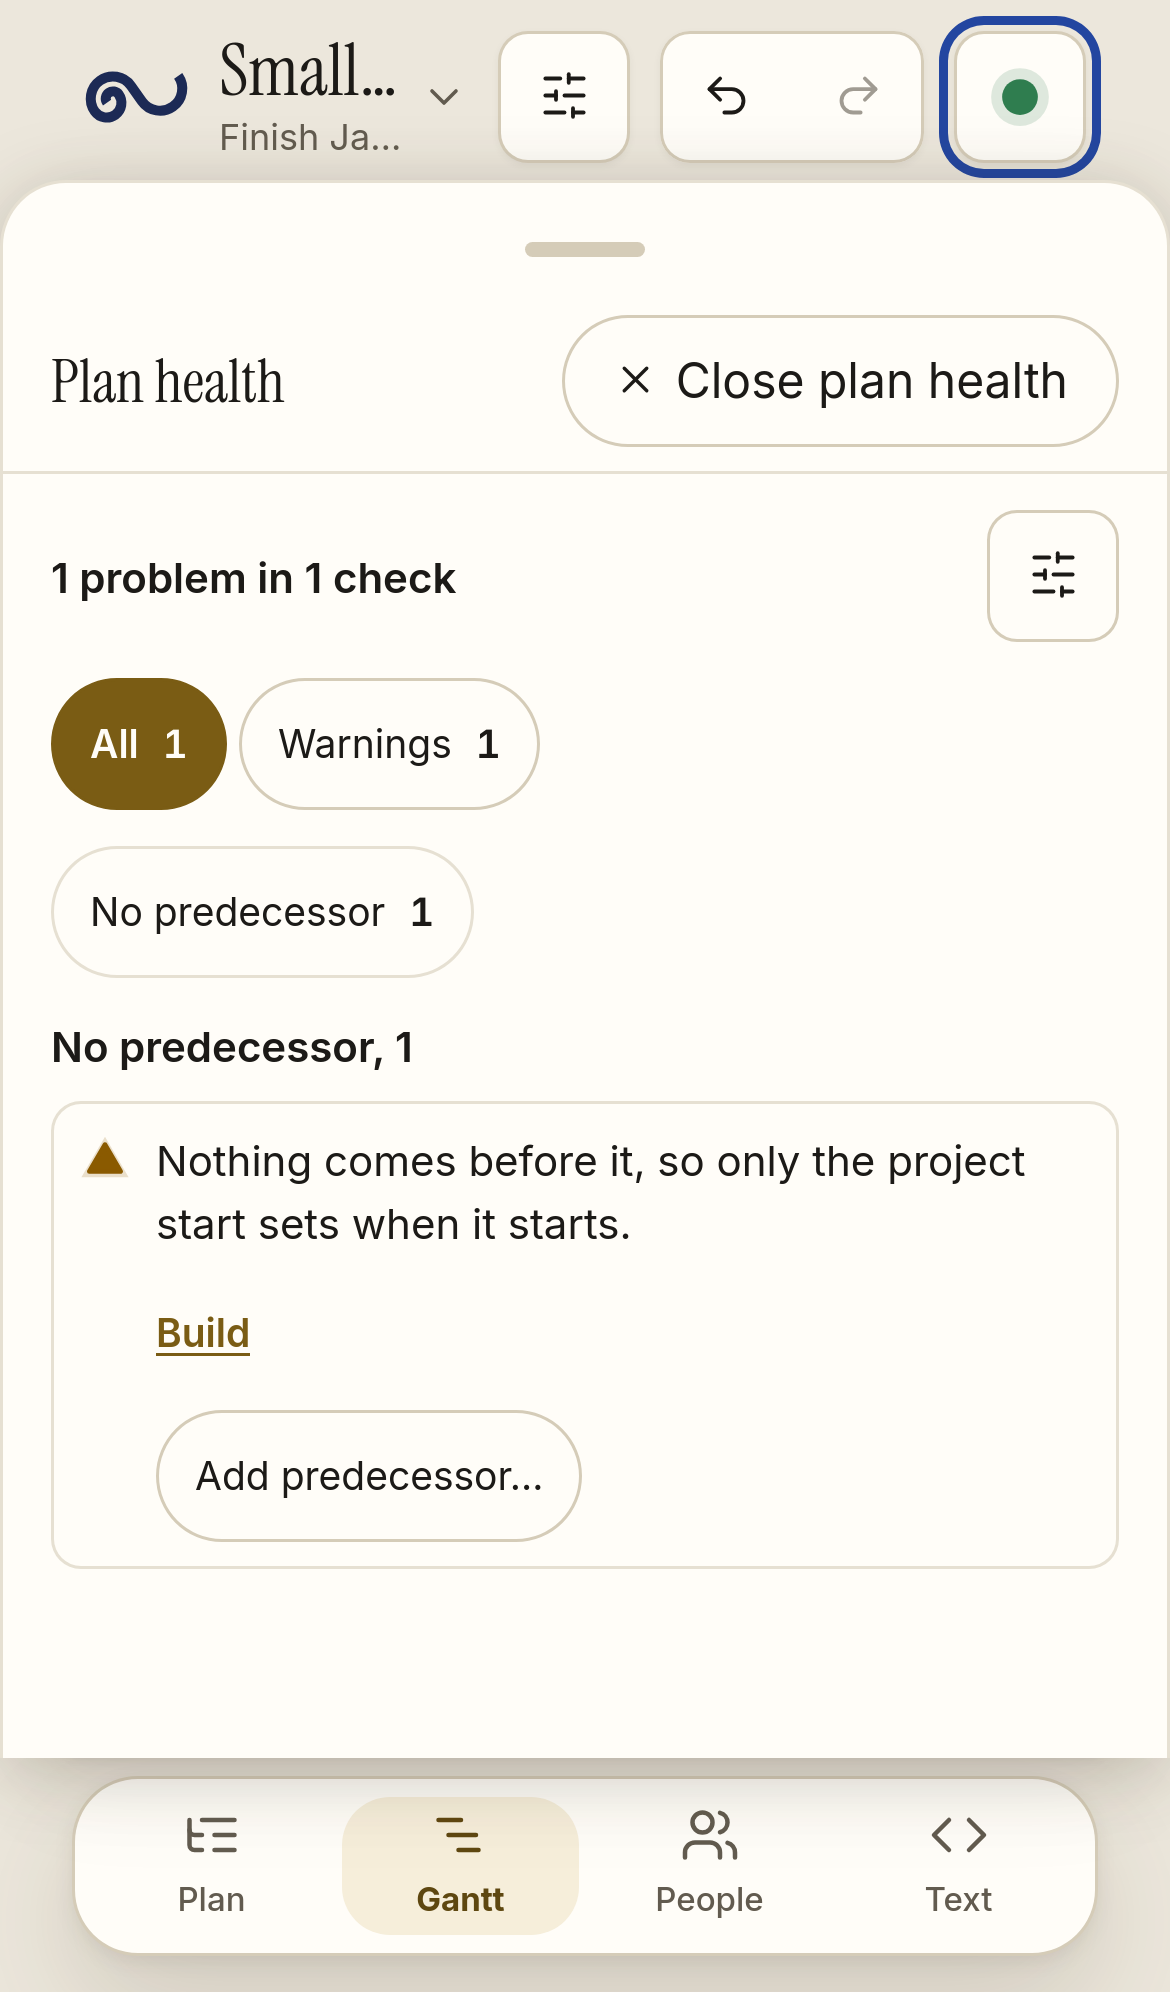 Small...
Finish Ja...
Plan health
Close plan health
1 problem in 1 check
All 1
Warnings 1
No predecessor 1
No predecessor, 1
Nothing comes before it, so only the project
start sets when it starts.
Build
Add predecessor...
Plan
Gantt
People
Text